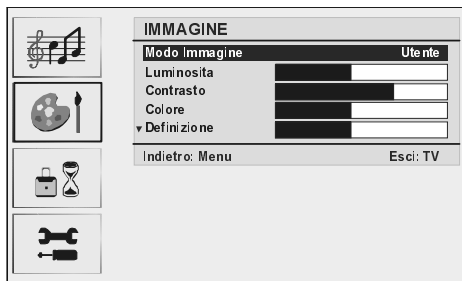 IMMAGINE
Modo Immagine Utente
Luminosita
Contrasto
Colore
Definizione
Indietro: Menu Esci: TV